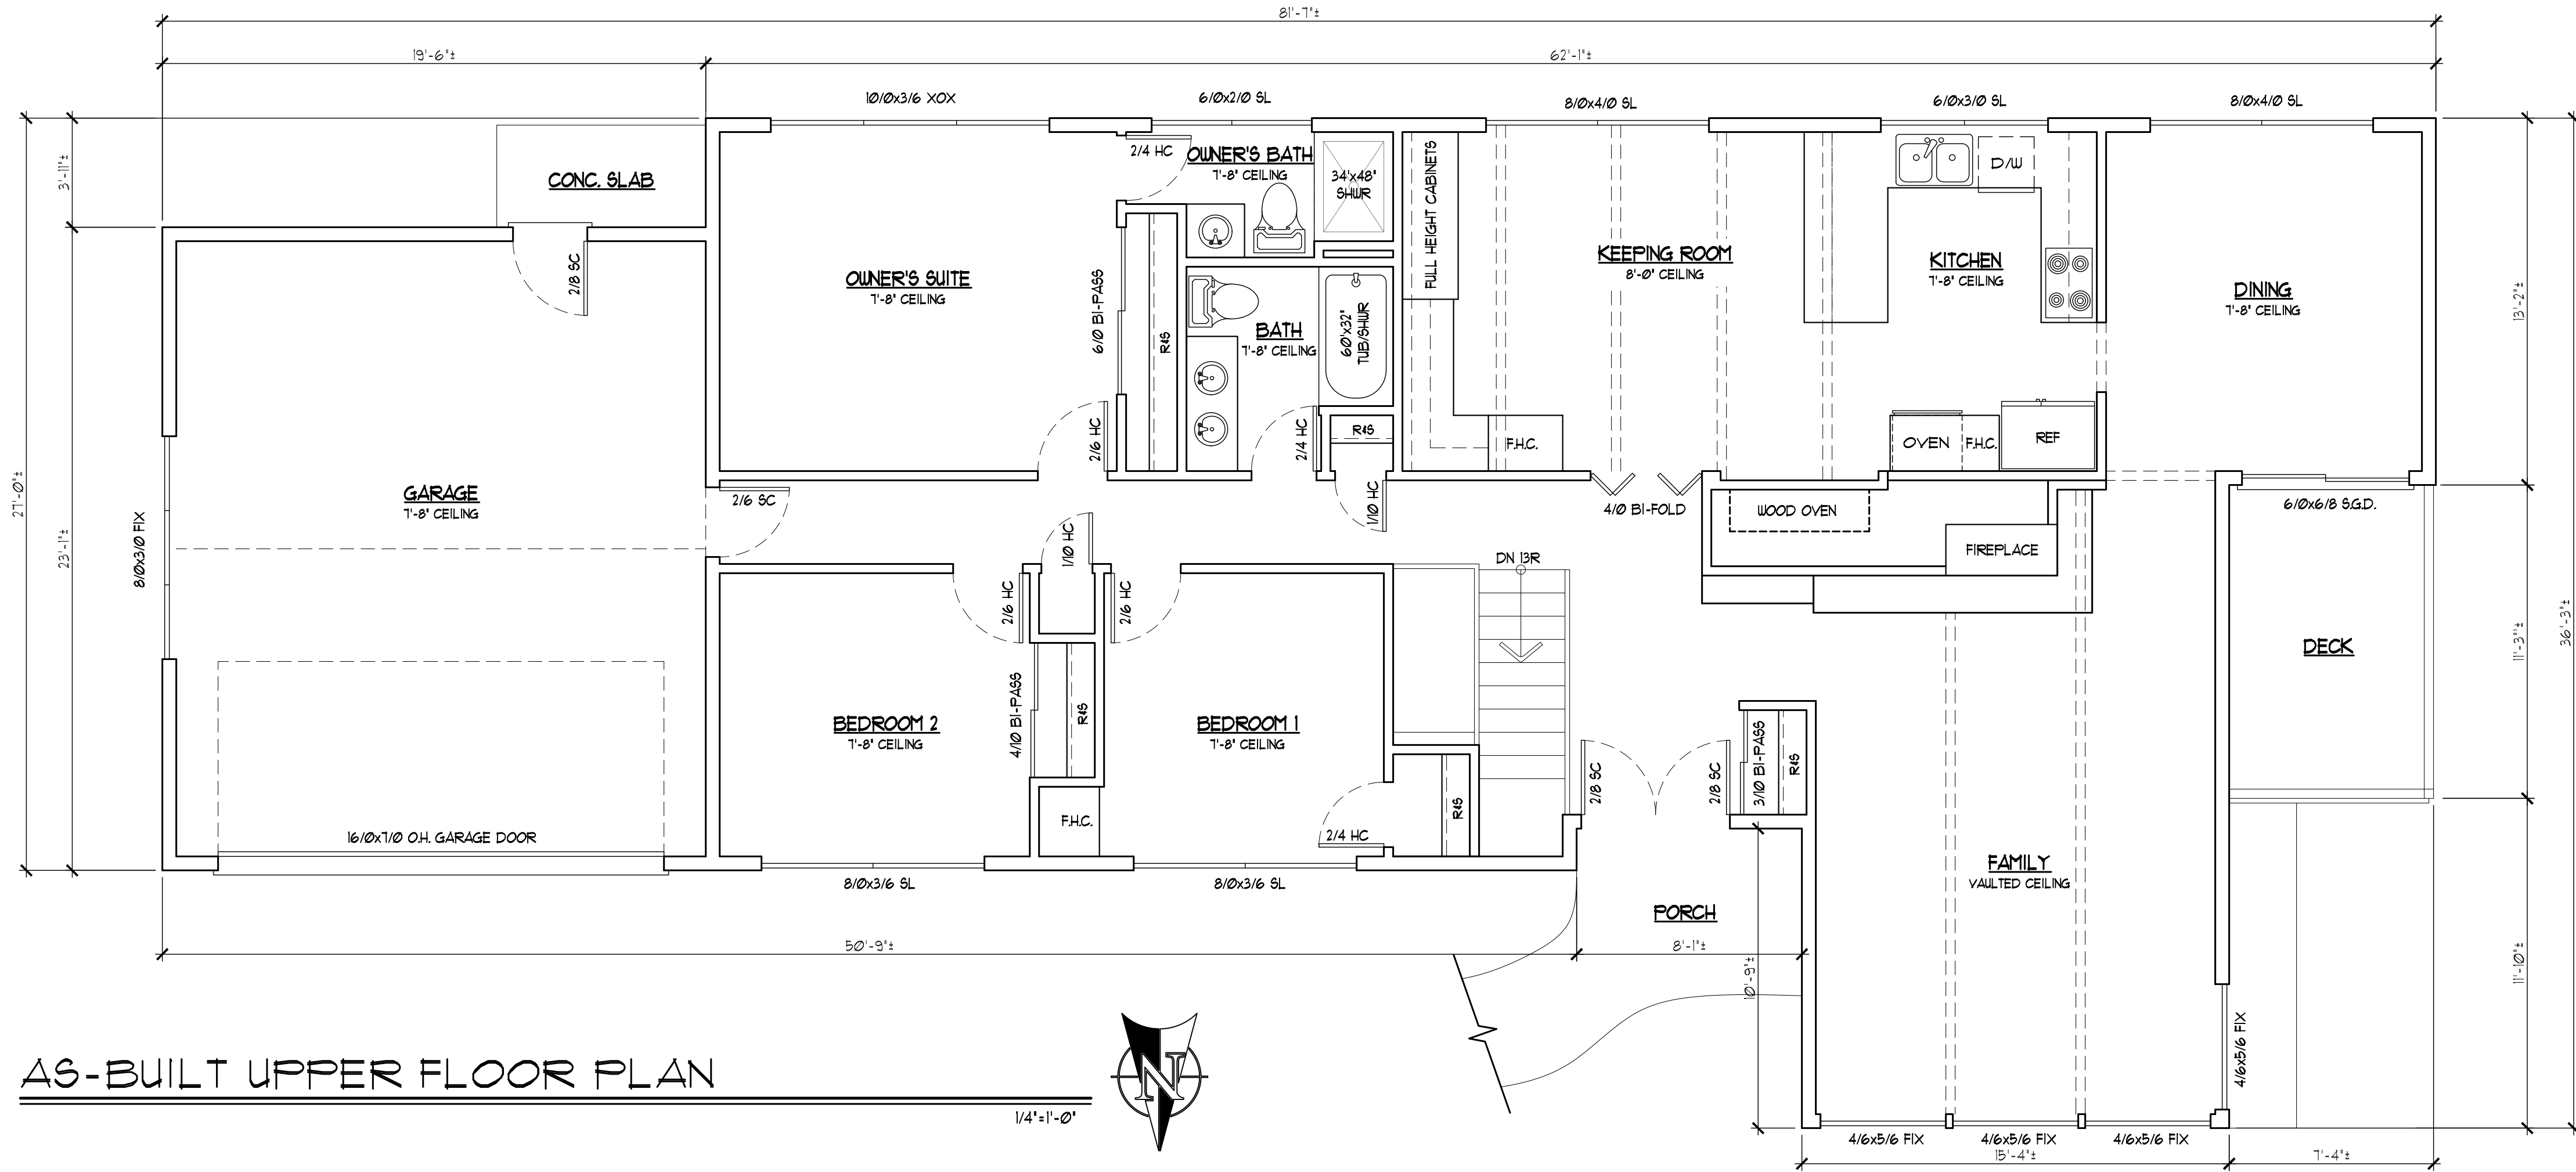 81'-7"±
19'-6"±
62'-1"±
10/0x3/6 XOX
6/0x2/0 SL
8/0x4/0 SL
6/0x3/0 SL
8/0x4/0 SL
27'-0"±
3'-11"±
23'-1"±
CONC. SLAB
2/8 SC
GARAGE
7'-8" CEILING
8/0x3/0 FIX
16/0x7/0 O.H. GARAGE DOOR
2/6 SC
OWNER'S SUITE
7'-8" CEILING
6/0 BI-PASS
R&S
2/6 HC
2/4 HC
OWNER'S BATH
7'-8" CEILING
34"x48"
SHWR
BATH
7'-8" CEILING
60"x32"
TUB/SHWR
2/4 HC
R&S
1/10 HC
FULL HEIGHT CABINETS
F.H.C.
KEEPING ROOM
8'-0" CEILING
4/0 BI-FOLD
D/W
KITCHEN
7'-8" CEILING
OVEN
F.H.C.
REF
DINING
7'-8" CEILING
6/0x6/8 S.G.D.
WOOD OVEN
FIREPLACE
DECK
13'-2"±
11'-3"±
11'-10"±
36'-3"±
1/10 HC
2/6 HC
2/6 HC
BEDROOM 2
7'-8" CEILING
4/10 BI-PASS
R&S
F.H.C.
BEDROOM 1
7'-8" CEILING
2/4 HC
R&S
DN 13R
2/8 SC
2/8 SC
3/10 BI-PASS
R&S
8/0x3/6 SL
8/0x3/6 SL
FAMILY
VAULTED CEILING
PORCH
50'-9"±
8'-1"±
10'-9"±
4/6x5/6 FIX
4/6x5/6 FIX
4/6x5/6 FIX
4/6x5/6 FIX
15'-4"±
7'-4"±
AS-BUILT UPPER FLOOR PLAN
1/4"=1'-0"
N